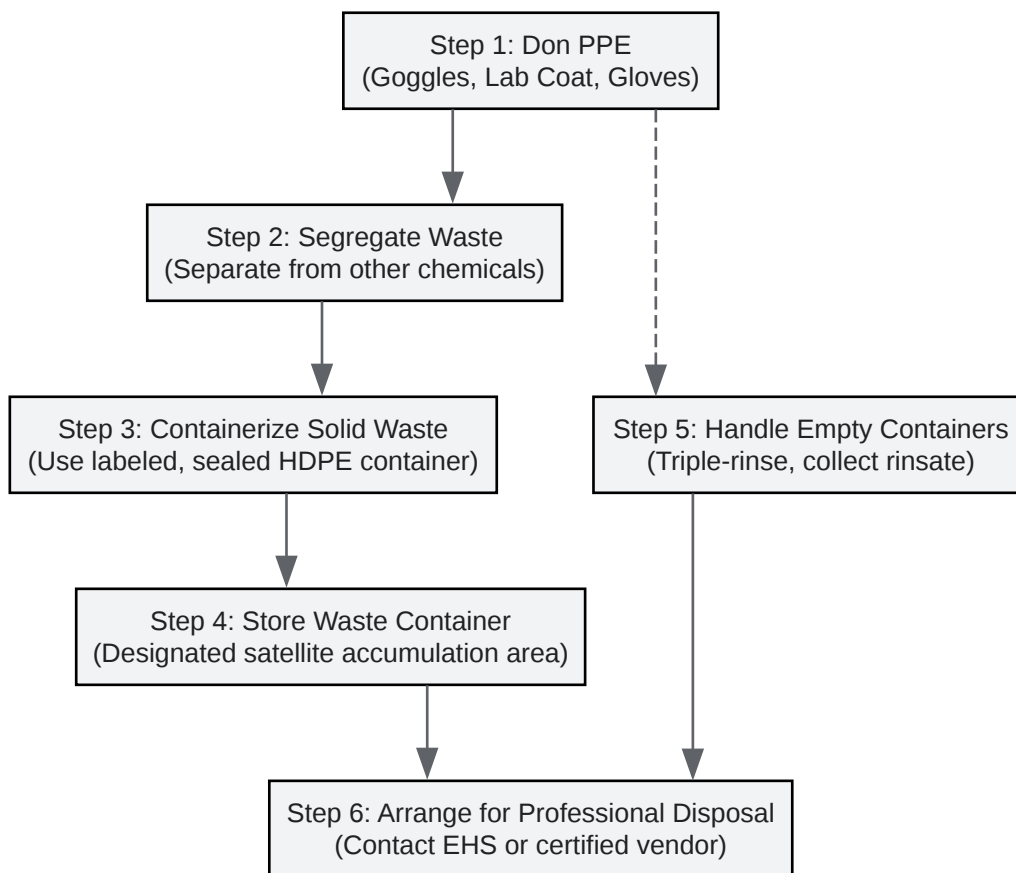 Step 1: Don PPE
(Goggles, Lab Coat, Gloves)
Step 2: Segregate Waste
(Separate from other chemicals)
Step 3: Containerize Solid Waste
(Use labeled, sealed HDPE container)
Step 5: Handle Empty Containers
(Triple-rinse, collect rinsate)
Step 4: Store Waste Container
(Designated satellite accumulation area)
Step 6: Arrange for Professional Disposal
(Contact EHS or certified vendor)